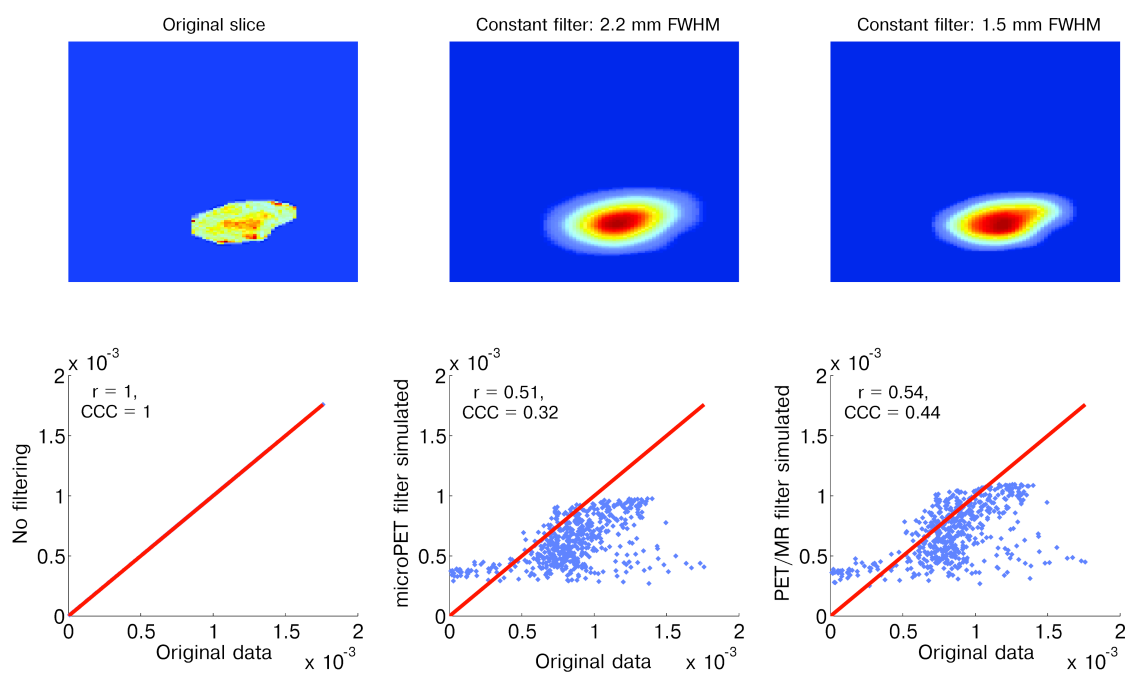 Original slice
Constant filter: 2.2 mm FWHM
Constant filter: 1.5 mm FWHM
x 10-3
2
1.5
1
0.5
0
0
0.5
1
1.5
2
x 10-3
r = 1,
CCC = 1
No filtering
Original data
x 10-3
2
1.5
1
0.5
0
0
0.5
1
1.5
2
x 10-3
r = 0.51,
CCC = 0.32
microPET filter simulated
Original data
x 10-3
2
1.5
1
0.5
0
0
0.5
1
1.5
2
x 10-3
r = 0.54,
CCC = 0.44
PET/MR filter simulated
Original data